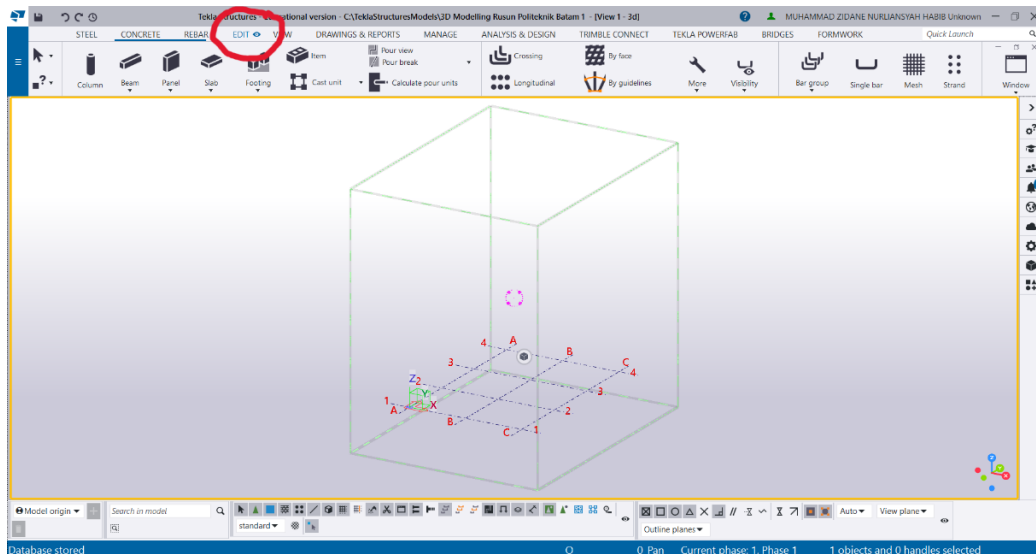 Tekla Structures - Educational version - C:\TeklaStructuresModels\3D Modelling Rusun Politeknik Batam 1 - [View 1 - 3d]
MUHAMMAD ZIDANE NURLIANSYAH HABIB Unknown
STEEL CONCRETE REBAR EDIT VIEW DRAWINGS & REPORTS MANAGE ANALYSIS & DESIGN TRIMBLE CONNECT TEKLA POWERFAB BRIDGES FORMWORK Quick Launch
Column Beam Panel Slab Footing
Item
Cast unit
Pour view
Pour break
Calculate pour units
Crossing
Longitudinal
By face
By guidelines
More Visibility Bar group Single bar Mesh Strand Window
4 A
B
3 C
4
Z 2 3
Y
1 X
A 2
B
C 1
Z
Model origin Search in model
standard
Auto View plane
Outline planes
Database stored O 0 Pan Current phase: 1, Phase 1 1 objects and 0 handles selected